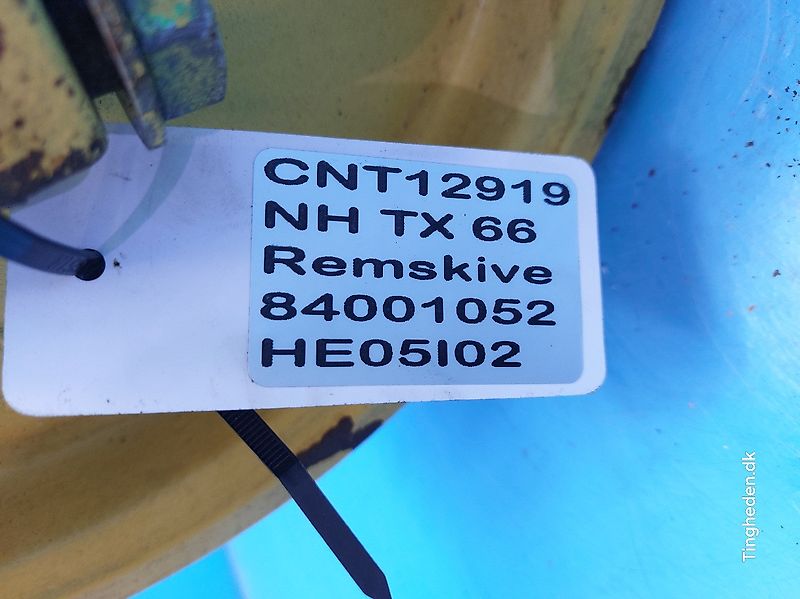 CNT12919
NH TX 66
Remskive
84001052
HE05I02
Tingheden.dk